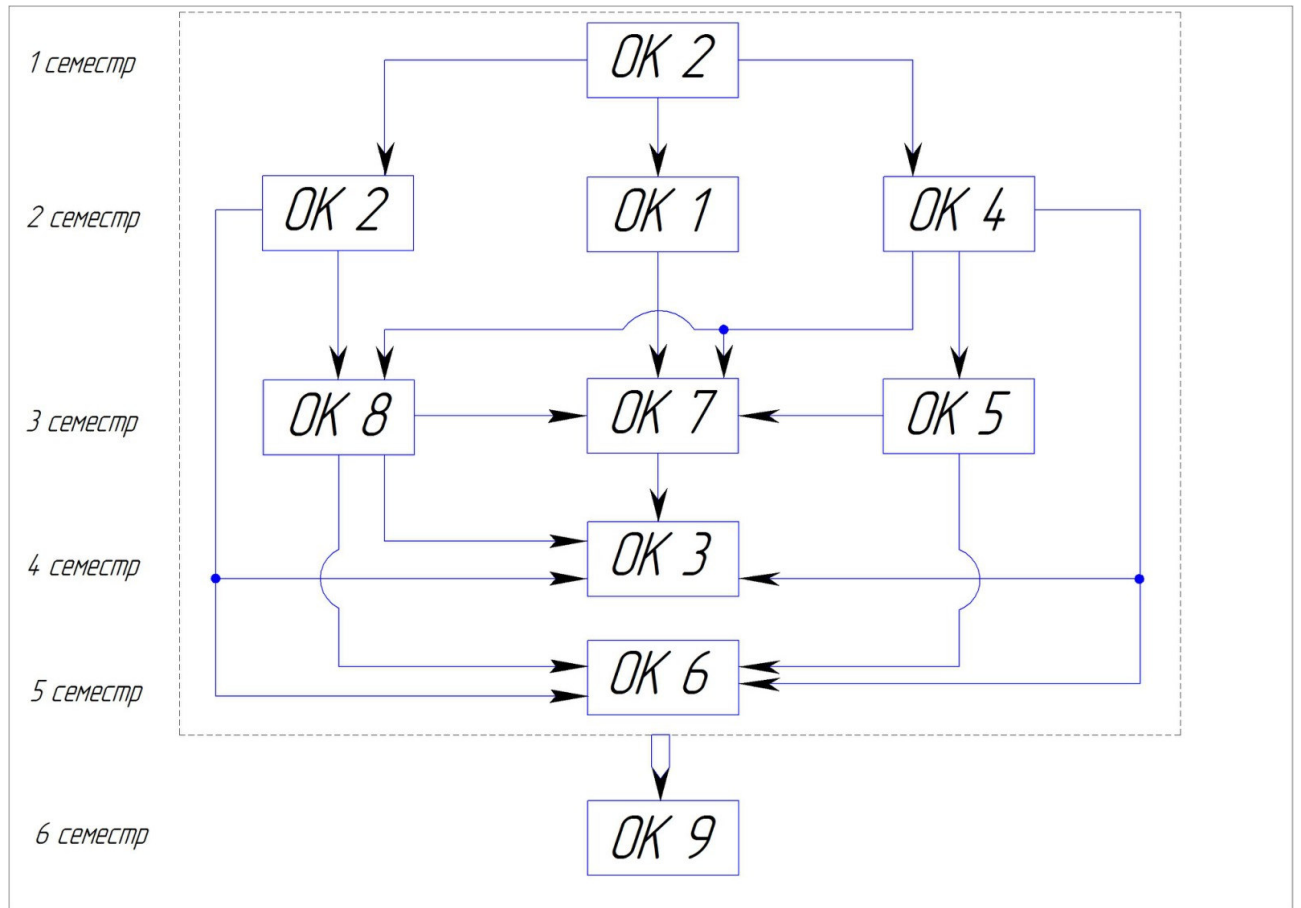 1 семестр
ОК 2
2 семестр
ОК 2
ОК 1
ОК 4
3 семестр
ОК 8
ОК 7
ОК 5
4 семестр
ОК 3
5 семестр
ОК 6
6 семестр
ОК 9